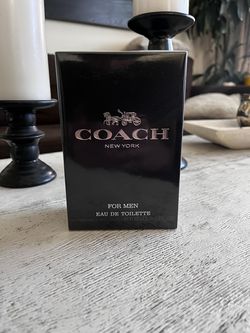 COACH
NEW YORK
FOR MEN
EAU DE TOILETTE